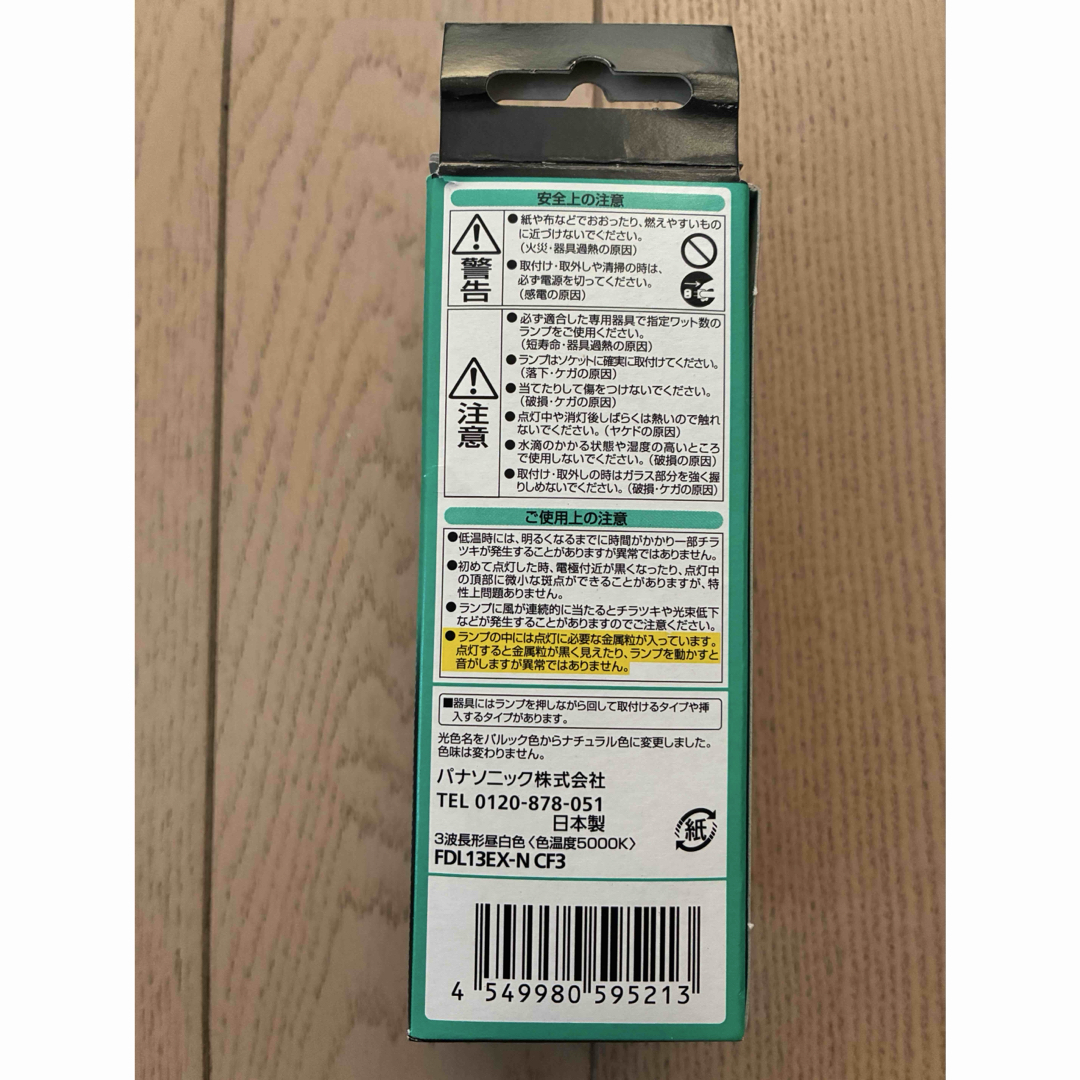 安全上の注意
警告
●紙や布などでおおったり、燃えやすいもの
に近づけないでください。
（火災・器具過熱の原因）
●取付け・取外しや清掃の時は、
必ず電源を切ってください。
（感電の原因）
注意
●必ず適合した専用器具で指定ワット数の
ランプをご使用ください。
（短寿命・器具過熱の原因）
●ランプはソケットに確実に取付けてください。
（落下・ケガの原因）
●当てたりして傷をつけないでください。
（破損・ケガの原因）
●点灯中や消灯後しばらくは熱いので触れ
ないでください。（ヤケドの原因）
●水滴のかかる状態や湿度の高いところ
で使用しないでください。（破損の原因）
●取付け・取外しの時はガラス部分を強く握
りしめないでください。（破損・ケガの原因）
ご使用上の注意
●低温時には、明るくなるまでに時間がかかり一部チラ
ツキが発生することがありますが異常ではありません。
●初めて点灯した時、電極付近が黒くなったり、点灯中
の頂部に微小な斑点ができることがありますが、特
性上問題ありません。
●ランプに風が連続的に当たるとチラツキや光束低下
などが発生することがありますのでご注意ください。
●ランプの中には点灯に必要な金属粒が入っています。
点灯すると金属粒が黒く見えたり、ランプを動かすと
音がしますが異常ではありません。
■器具にはランプを押しながら回して取付けるタイプや挿
入するタイプがあります。
光色名をパルック色からナチュラル色に変更しました。
色味は変わりません。
パナソニック株式会社
TEL 0120-878-051
日本製
紙
3波長形昼白色〈色温度5000K〉
FDL13EX-N CF3
4 549980 595213